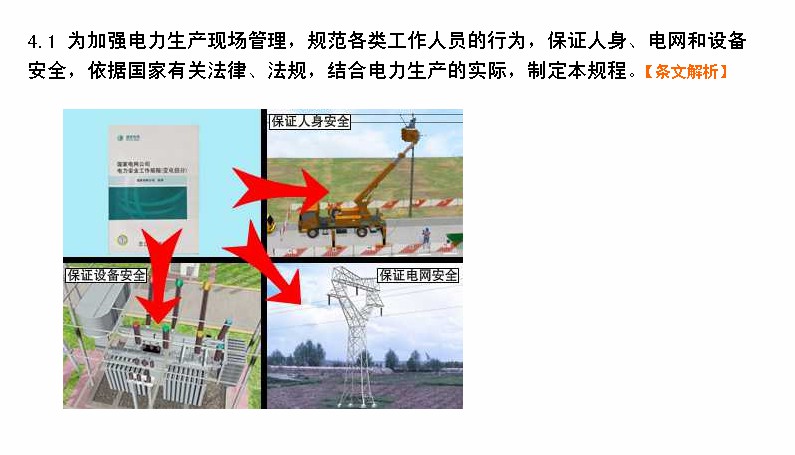 4.1 为加强电力生产现场管理，规范各类工作人员的行为，保证人身、电网和设备
安全，依据国家有关法律、法规，结合电力生产的实际，制定本规程。【条文解析】
国家电网公司
电力安全工作规程(变电部分)
保证人身安全
保证设备安全
保证电网安全